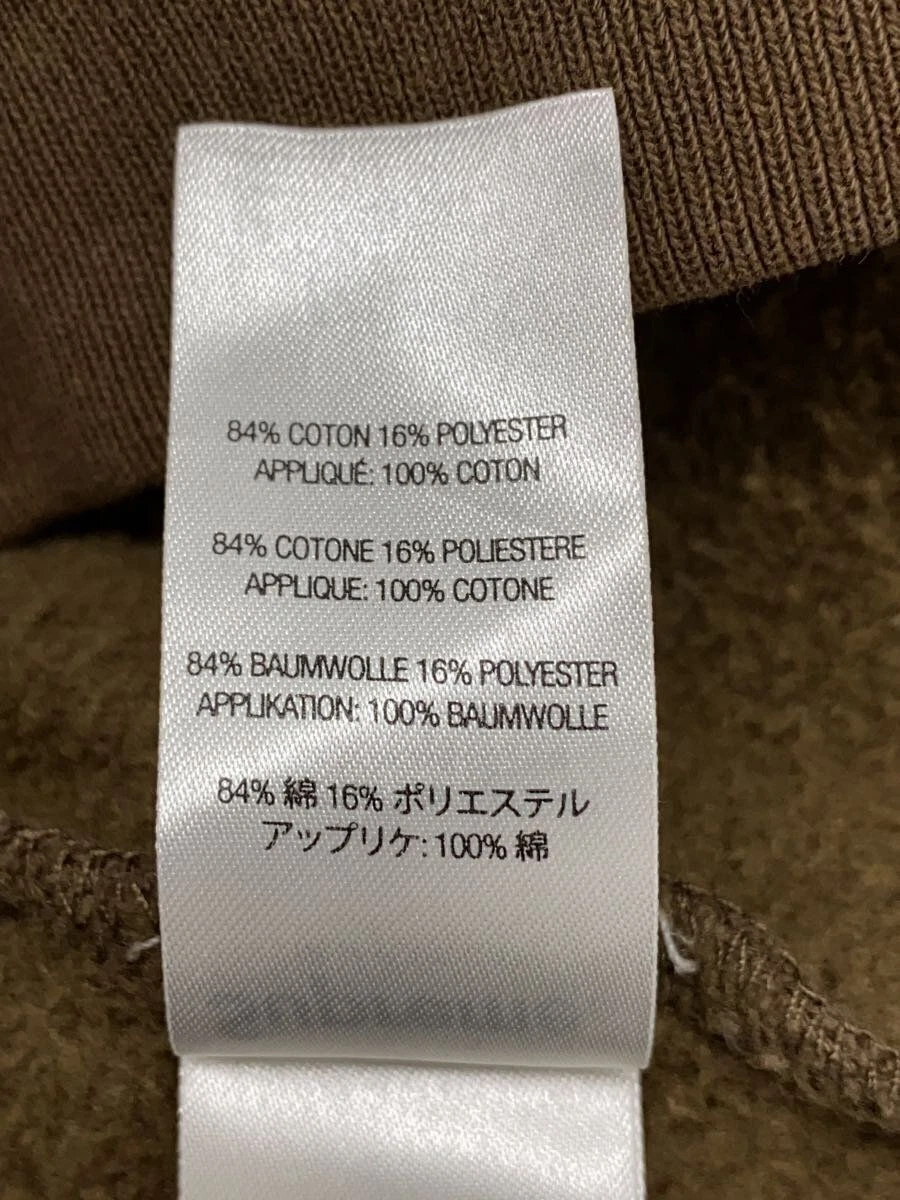 84% COTON 16% POLYESTER
APPLIQUÉ: 100% COTON
84% COTONE 16% POLIESTERE
APPLIQUE: 100% COTONE
84% BAUMWOLLE 16% POLYESTER
APPLIKATION: 100% BAUMWOLLE
84% 綿 16% ポリエステル
アップリケ: 100% 綿